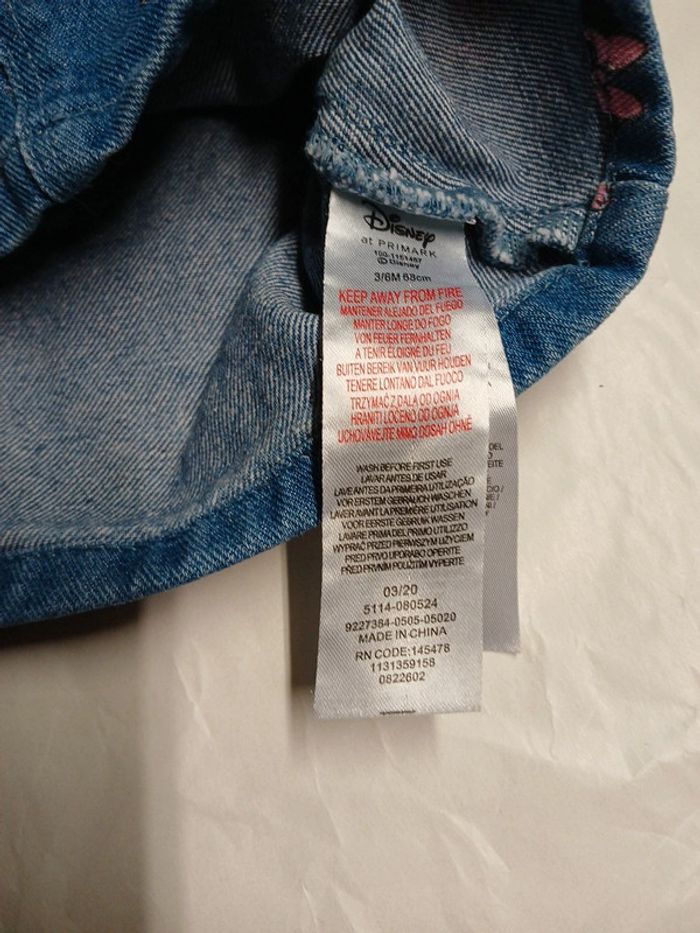 Disney
at PRIMARK
100-1161467
©Disney
3/6M 68cm
KEEP AWAY FROM FIRE
MANTENER ALEJADO DEL FUEGO
MANTER LONGE DO FOGO
VON FEUER FERNHALTEN
A TENIR ÉLOIGNÉ DU FEU
BUITEN BEREIK VAN VUUR HOUDEN
TENERE LONTANO DAL FUOCO
TRZYMAĆ Z DALA OD OGNIA
HRANITI LOČENO OD OGNJA
UCHOVÁVEJTE MIMO DOSAH OHNĚ
WASH BEFORE FIRST USE
LAVAR ANTES DE USAR
LAVE ANTES DA PRIMEIRA UTILIZAÇÃO
VOR ERSTEM GEBRAUCH WASCHEN
LAVER AVANT LA PREMIÈRE UTILISATION
VOOR EERSTE GEBRUIK WASSEN
LAVARE PRIMA DEL PRIMO UTILIZZO
WYPRAĆ PRZED PIERWSZYM UŻYCIEM
PRED PRVO UPORABO OPERITE
PŘED PRVNÍM POUŽITÍM VYPERTE
03/20
5114-080524
9227384-0505-05020
MADE IN CHINA
RN CODE:145478
1131359158
0822602